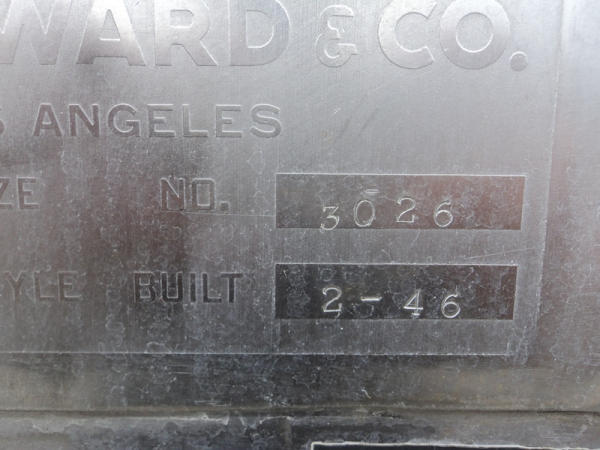 WARD & CO.
S ANGELES
ZE NO. 3026
YLE BUILT 2-46